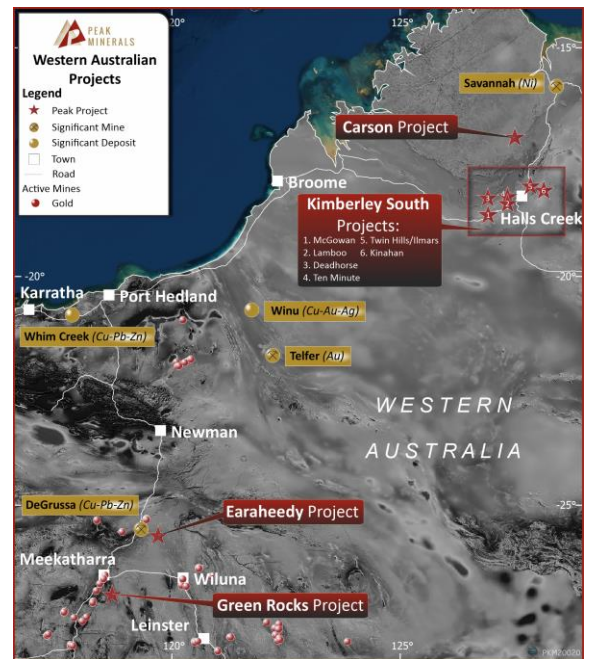 PEAK
MINERALS
Western Australian
Projects
Legend
Peak Project
Significant Mine
Significant Deposit
Town
Road
Active Mines
Gold
120°
125°
-15°
Savannah (Ni)
Carson Project
Broome
Kimberley South
Projects:
1. McGowan 5. Twin Hills/Ilmars
2. Lamboo 6. Kinahan
3. Deadhorse
4. Ten Minute
Halls Creek
-20°
-20°
Karratha
Port Hedland
Winu (Cu-Au-Ag)
Whim Creek (Cu-Pb-Zn)
Telfer (Au)
WESTERN
AUSTRALIA
Newman
-25°
DeGrussa (Cu-Pb-Zn)
Earaheedy Project
Meekatharra
Wiluna
Green Rocks Project
Leinster
120°
125°